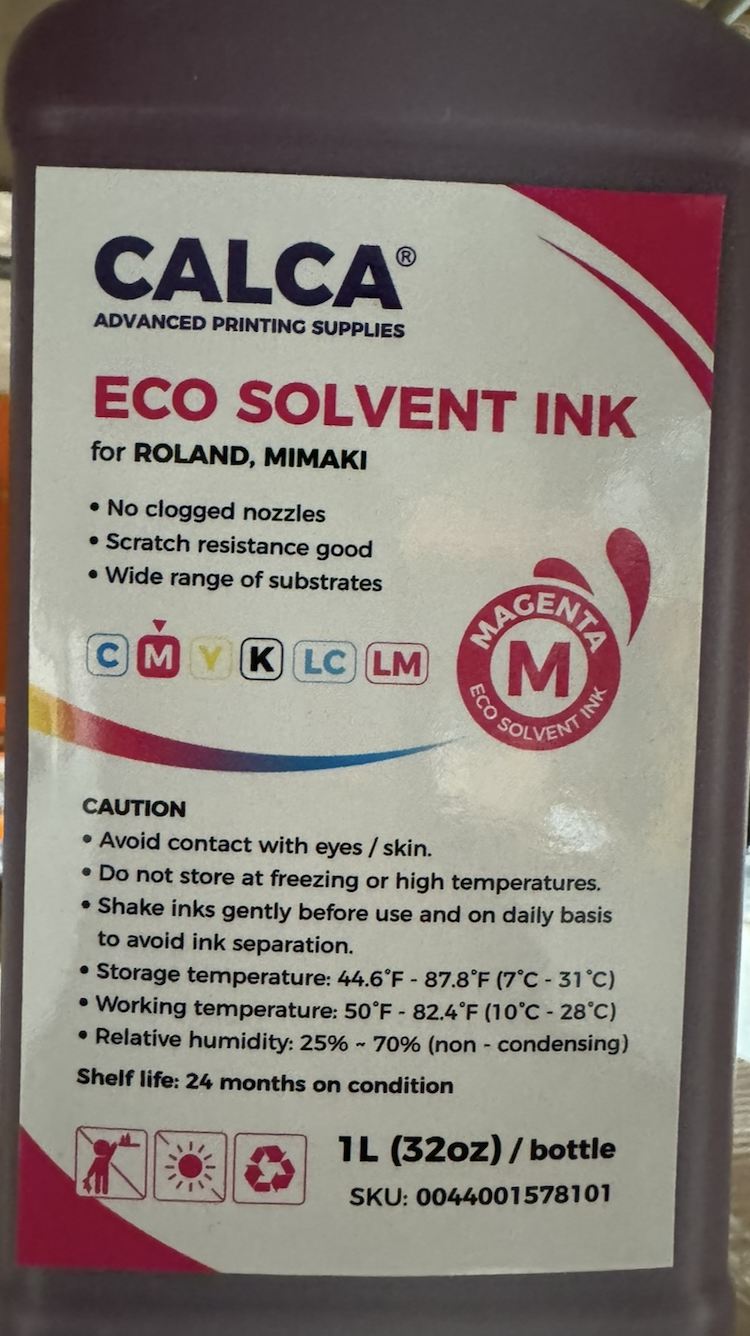 CALCA®
ADVANCED PRINTING SUPPLIES
ECO SOLVENT INK
for ROLAND, MIMAKI
• No clogged nozzles
• Scratch resistance good
• Wide range of substrates
C M Y K LC LM
MAGENTA
M
ECO SOLVENT INK
CAUTION
• Avoid contact with eyes / skin.
• Do not store at freezing or high temperatures.
• Shake inks gently before use and on daily basis
to avoid ink separation.
• Storage temperature: 44.6°F - 87.8°F (7°C - 31°C)
• Working temperature: 50°F - 82.4°F (10°C - 28°C)
• Relative humidity: 25% ~ 70% (non - condensing)
Shelf life: 24 months on condition
1L (32oz) / bottle
SKU: 0044001578101